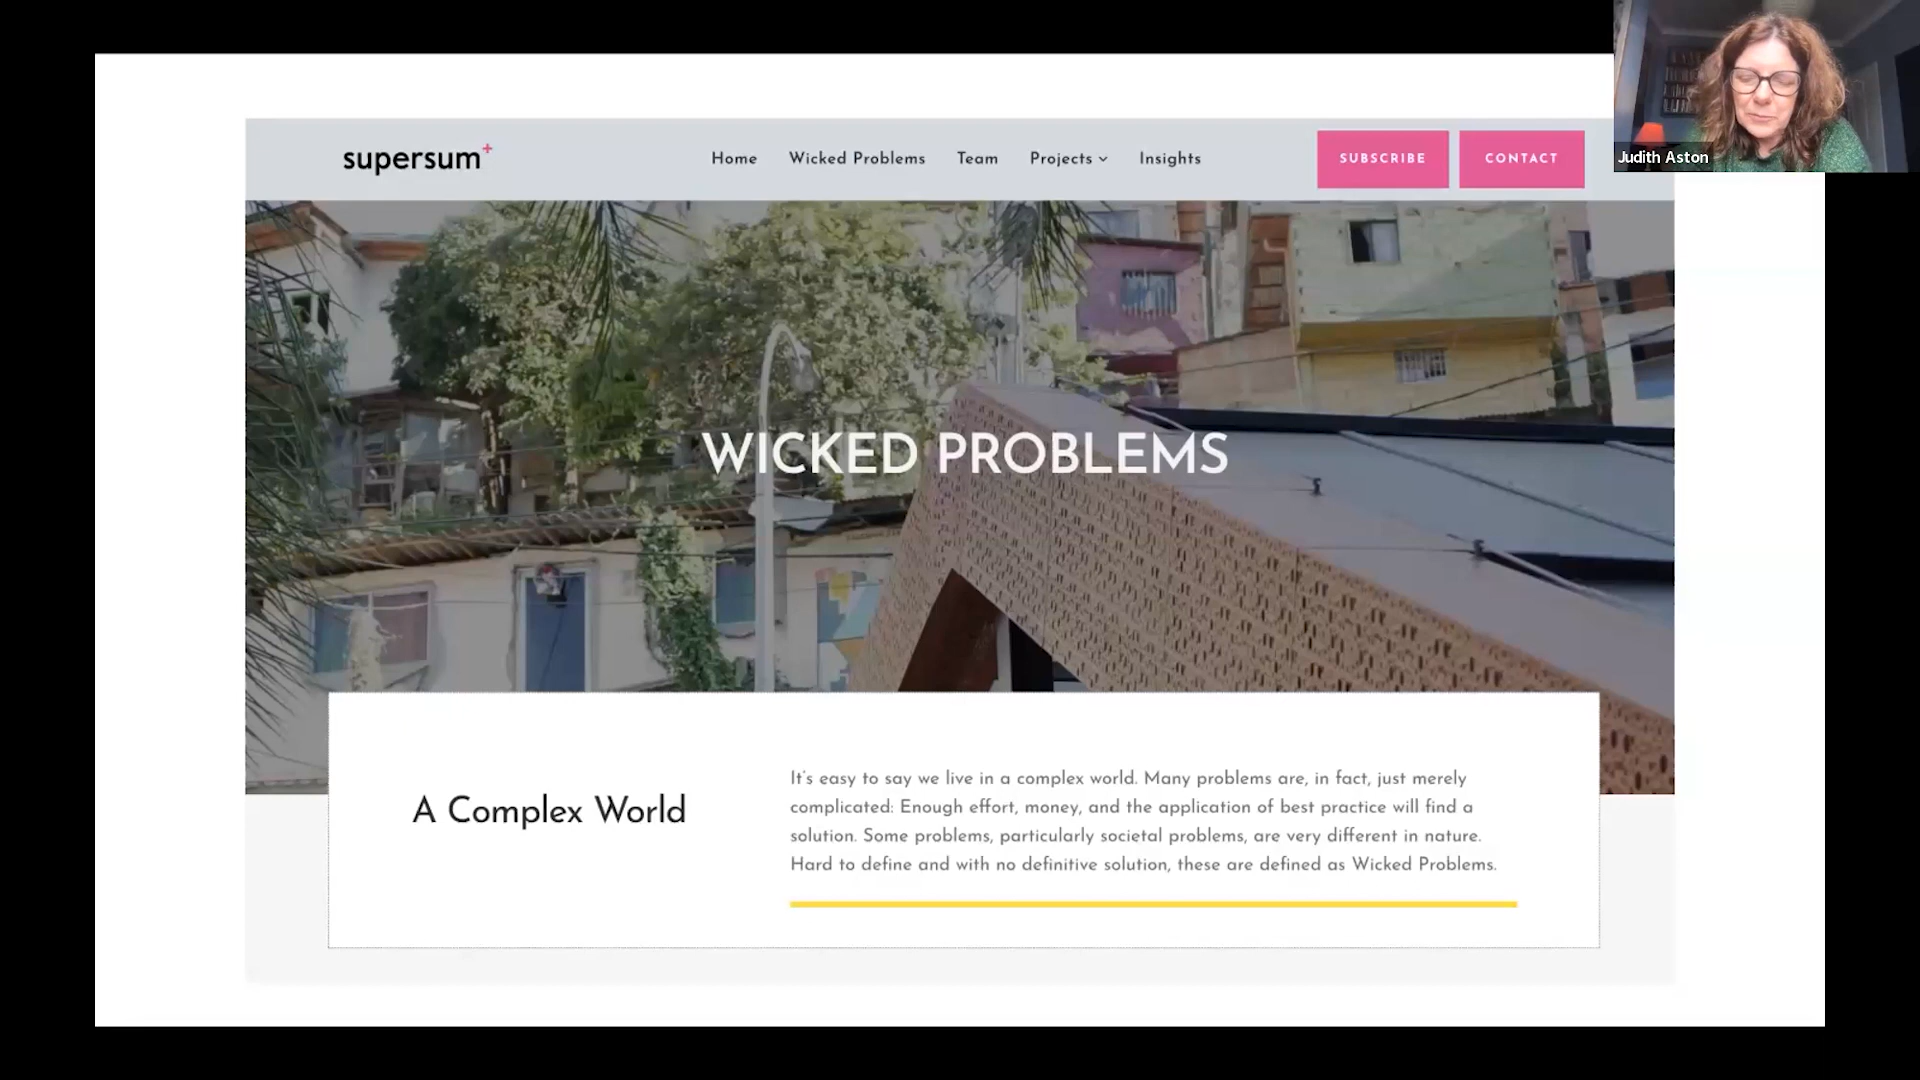 supersum+
Home Wicked Problems Team Projects Insights
SUBSCRIBE CONTACT
Judith Aston
WICKED PROBLEMS
A Complex World
It's easy to say we live in a complex world. Many problems are, in fact, just merely
complicated: Enough effort, money, and the application of best practice will find a
solution. Some problems, particularly societal problems, are very different in nature.
Hard to define and with no definitive solution, these are defined as Wicked Problems.